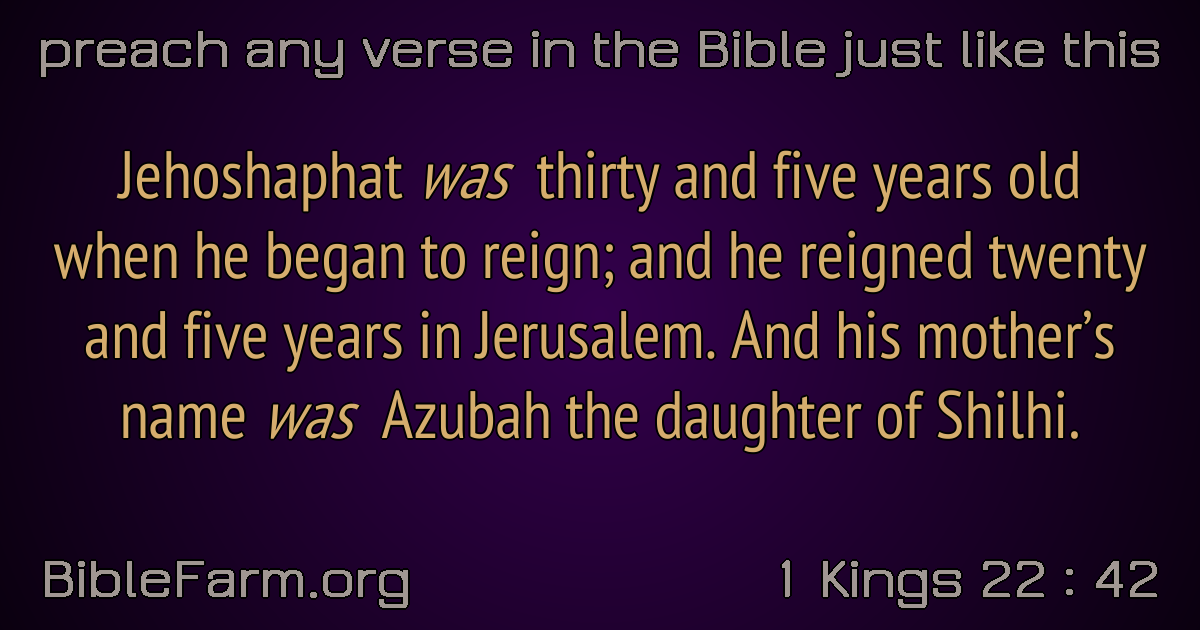 preach any verse in the Bible just like this
Jehoshaphat was thirty and five years old
when he began to reign; and he reigned twenty
and five years in Jerusalem. And his mother’s
name was Azubah the daughter of Shilhi.
BibleFarm.org
1 Kings 22 : 42